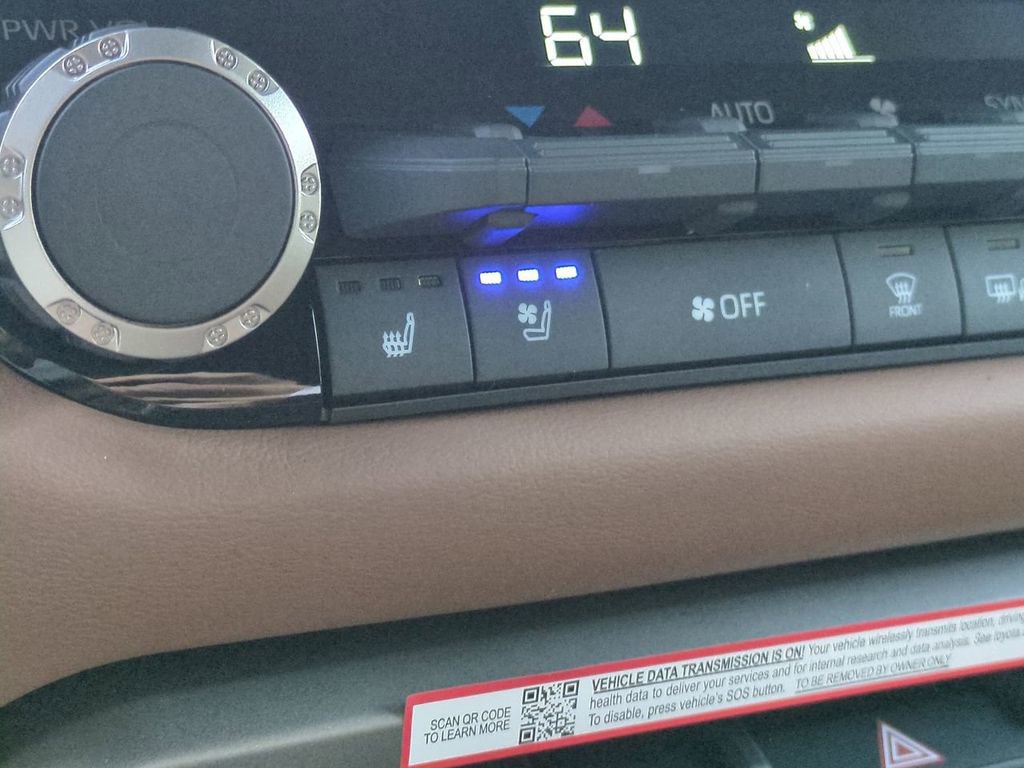 PWR VOL
64
AUTO
OFF
FRONT
SCAN QR CODE
TO LEARN MORE
VEHICLE DATA TRANSMISSION IS ON! Your vehicle wirelessly transmits location, driving
health data to deliver your services and for internal research and data analysis. See toyota.
To disable, press vehicle's SOS button. TO BE REMOVED BY OWNER ONLY